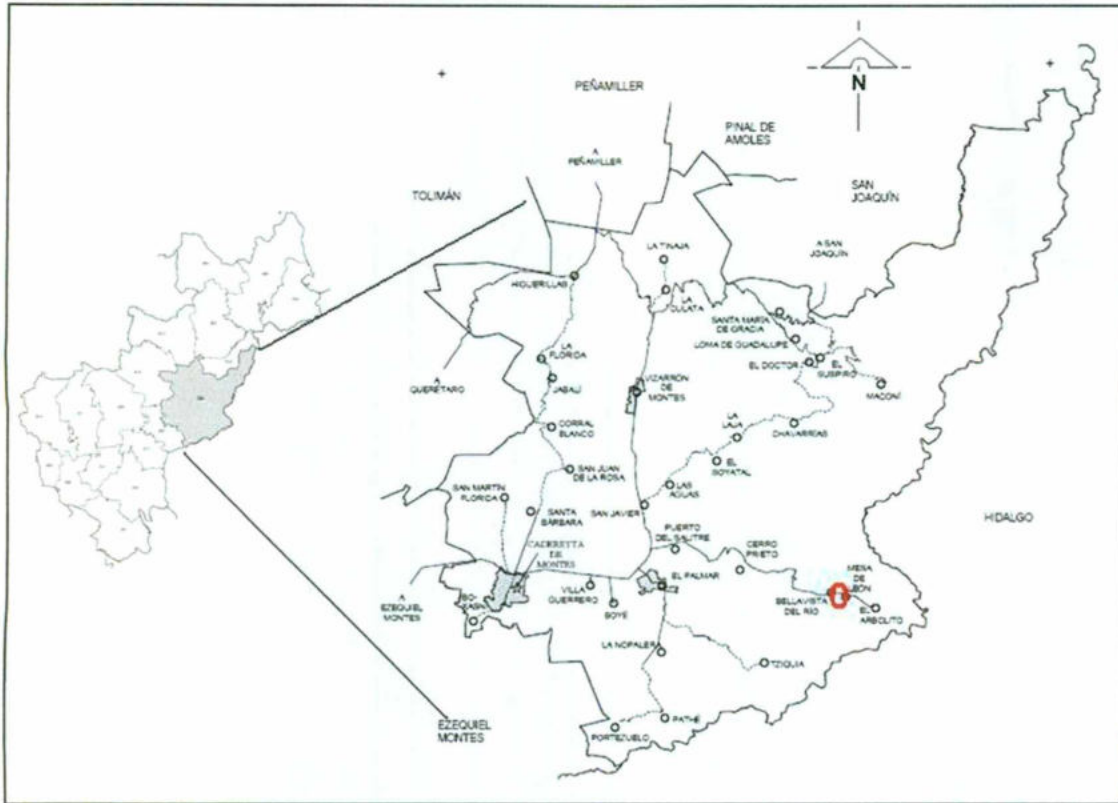 PEÑAMILLER
N
PINAL DE
AMOLES
A
PEÑAMILLER
TOLIMÁN
SAN
JOAQUÍN
A SAN
JOAQUÍN
LA TINAJA
HIGUERILLAS
LA
CULATA
SANTA MARÍA
DE GRACIA
LOMA DE GUADALUPE
EL DOCTOR
EL
SUSPIRO
MACONÍ
LA
FLORIDA
JABALÍ
A
QUERÉTARO
VIZARRÓN
DE
MONTES
CORRAL
BLANCO
LA
LAJA
CHAVARRÍAS
EL
SOYATAL
SAN JUAN
DE LA ROSA
SAN MARTÍN
FLORIDA
LAS
AGUAS
SANTA
BÁRBARA
SAN JAVIER
HIDALGO
PUERTO
DEL SALITRE
CADEREYTA
DE
MONTES
CERRO
PRIETO
MESA
DE
LEÓN
A
EZEQUIEL
MONTES
VILLA
GUERRERO
EL PALMAR
BELLAVISTA
DEL RÍO
EL
ARBOLITO
BOYÉ
LA NOPALERA
TZIQUIA
EZEQUIEL
MONTES
PATHÉ
PORTEZUELO